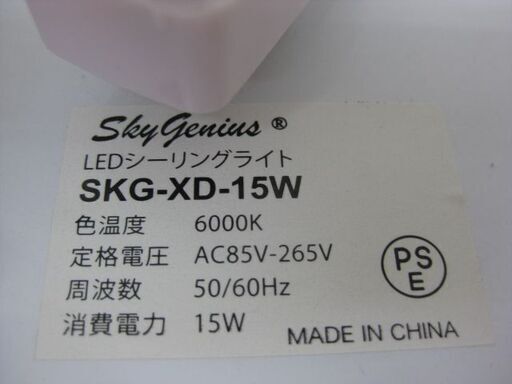 SkyGenius ®
LEDシーリングライト
SKG-XD-15W
色温度 6000K
定格電圧 AC85V-265V
周波数 50/60Hz
消費電力 15W
PS
E
MADE IN CHINA